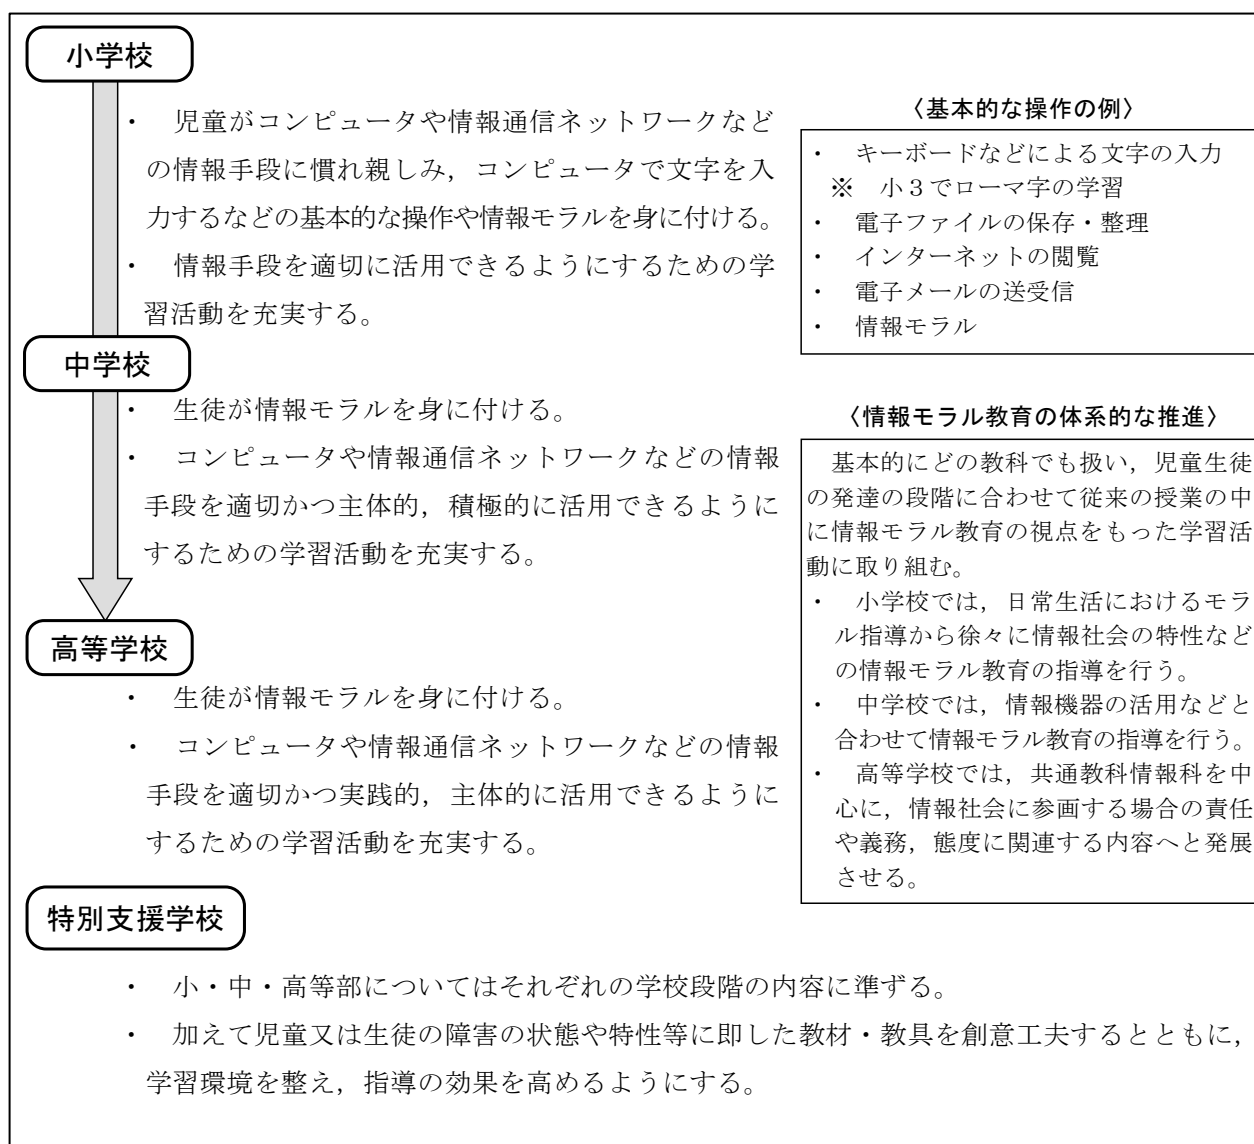 小学校
・　児童がコンピュータや情報通信ネットワークなど
の情報手段に慣れ親しみ，コンピュータで文字を入
力するなどの基本的な操作や情報モラルを身に付ける。
・　情報手段を適切に活用できるようにするための学
習活動を充実する。
〈基本的な操作の例〉
・　キーボードなどによる文字の入力
※　小３でローマ字の学習
・　電子ファイルの保存・整理
・　インターネットの閲覧
・　電子メールの送受信
・　情報モラル
中学校
・　生徒が情報モラルを身に付ける。
・　コンピュータや情報通信ネットワークなどの情報
手段を適切かつ主体的，積極的に活用できるように
するための学習活動を充実する。
〈情報モラル教育の体系的な推進〉
基本的にどの教科でも扱い，児童生徒
の発達の段階に合わせて従来の授業の中
に情報モラル教育の視点をもった学習活
動に取り組む。
・　小学校では，日常生活におけるモラ
ル指導から徐々に情報社会の特性など
の情報モラル教育の指導を行う。
・　中学校では，情報機器の活用などと
合わせて情報モラル教育の指導を行う。
・　高等学校では，共通教科情報科を中
心に，情報社会に参画する場合の責任
や義務，態度に関連する内容へと発展
させる。
高等学校
・　生徒が情報モラルを身に付ける。
・　コンピュータや情報通信ネットワークなどの情報
手段を適切かつ実践的，主体的に活用できるように
するための学習活動を充実する。
特別支援学校
・　小・中・高等部についてはそれぞれの学校段階の内容に準ずる。
・　加えて児童又は生徒の障害の状態や特性等に即した教材・教具を創意工夫するとともに，
学習環境を整え，指導の効果を高めるようにする。